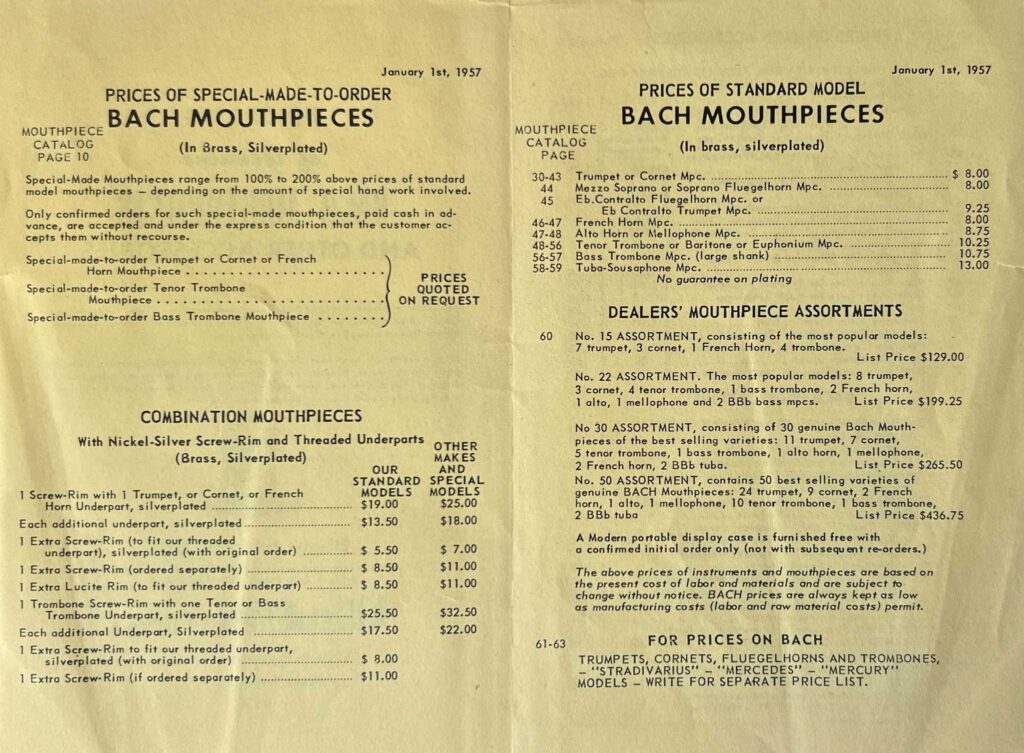 January 1st, 1957
PRICES OF SPECIAL-MADE-TO-ORDER
BACH MOUTHPIECES
MOUTHPIECE
CATALOG
PAGE 10
(In Brass, Silverplated)
Special-Made Mouthpieces range from 100% to 200% above prices of standard
model mouthpieces – depending on the amount of special hand work involved.
Only confirmed orders for such special-made mouthpieces, paid cash in ad-
vance, are accepted and under the express condition that the customer ac-
cepts them without recourse.
Special-made-to-order Trumpet or Cornet or French
Horn Mouthpiece
Special-made-to-order Tenor Trombone
Mouthpiece
Special-made-to-order Bass Trombone Mouthpiece
PRICES
QUOTED
ON REQUEST
COMBINATION MOUTHPIECES
With Nickel-Silver Screw-Rim and Threaded Underparts
(Brass, Silverplated)
OUR
STANDARD
MODELS
OTHER
MAKES
AND
SPECIAL
MODELS
1 Screw-Rim with 1 Trumpet, or Cornet, or French
Horn Underpart, silverplated $19.00 $25.00
Each additional underpart, silverplated $13.50 $18.00
1 Extra Screw-Rim (to fit our threaded
underpart), silverplated (with original order) $ 5.50 $ 7.00
1 Extra Screw-Rim (ordered separately) $ 8.50 $11.00
1 Extra Lucite Rim (to fit our threaded underpart) $ 8.50 $11.00
1 Trombone Screw-Rim with one Tenor or Bass
Trombone Underpart, silverplated $25.50 $32.50
Each additional Underpart, Silverplated $17.50 $22.00
1 Extra Screw-Rim to fit our threaded underpart,
silverplated (with original order) $ 8.00
1 Extra Screw-Rim (if ordered separately) $11.00
January 1st, 1957
PRICES OF STANDARD MODEL
BACH MOUTHPIECES
MOUTHPIECE
CATALOG
PAGE
(In brass, silverplated)
30-43 Trumpet or Cornet Mpc. $ 8.00
44 Mezzo Soprano or Soprano Fluegelhorn Mpc. 8.00
45 Eb.Contralto Fluegelhorn Mpc. or
Eb Contralto Trumpet Mpc. 9.25
46-47 French Horn Mpc. 8.00
47-48 Alto Horn or Mellophone Mpc. 8.75
48-56 Tenor Trombone or Baritone or Euphonium Mpc. 10.25
56-57 Bass Trombone Mpc. (large shank) 10.75
58-59 Tuba-Sousaphone Mpc. 13.00
No guarantee on plating
DEALERS' MOUTHPIECE ASSORTMENTS
60 No. 15 ASSORTMENT, consisting of the most popular models:
7 trumpet, 3 cornet, 1 French Horn, 4 trombone.
List Price $129.00
No. 22 ASSORTMENT. The most popular models: 8 trumpet,
3 cornet, 4 tenor trombone, 1 bass trombone, 2 French horn,
1 alto, 1 mellophone and 2 BBb bass mpcs. List Price $199.25
No 30 ASSORTMENT, consisting of 30 genuine Bach Mouth-
pieces of the best selling varieties: 11 trumpet, 7 cornet,
5 tenor trombone, 1 bass trombone, 1 alto horn, 1 mellophone,
2 French horn, 2 BBb tuba. List Price $265.50
No. 50 ASSORTMENT, contains 50 best selling varieties of
genuine BACH Mouthpieces: 24 trumpet, 9 cornet, 2 French
horn, 1 alto, 1 mellophone, 10 tenor trombone, 1 bass trombone,
2 BBb tuba List Price $436.75
A Modern portable display case is furnished free with
a confirmed initial order only (not with subsequent re-orders.)
The above prices of instruments and mouthpieces are based on
the present cost of labor and materials and are subject to
change without notice. BACH prices are always kept as low
as manufacturing costs (labor and raw material costs) permit.
61-63 FOR PRICES ON BACH
TRUMPETS, CORNETS, FLUEGELHORNS AND TROMBONES,
– "STRADIVARIUS" – "MERCEDES" – "MERCURY"
MODELS – WRITE FOR SEPARATE PRICE LIST.